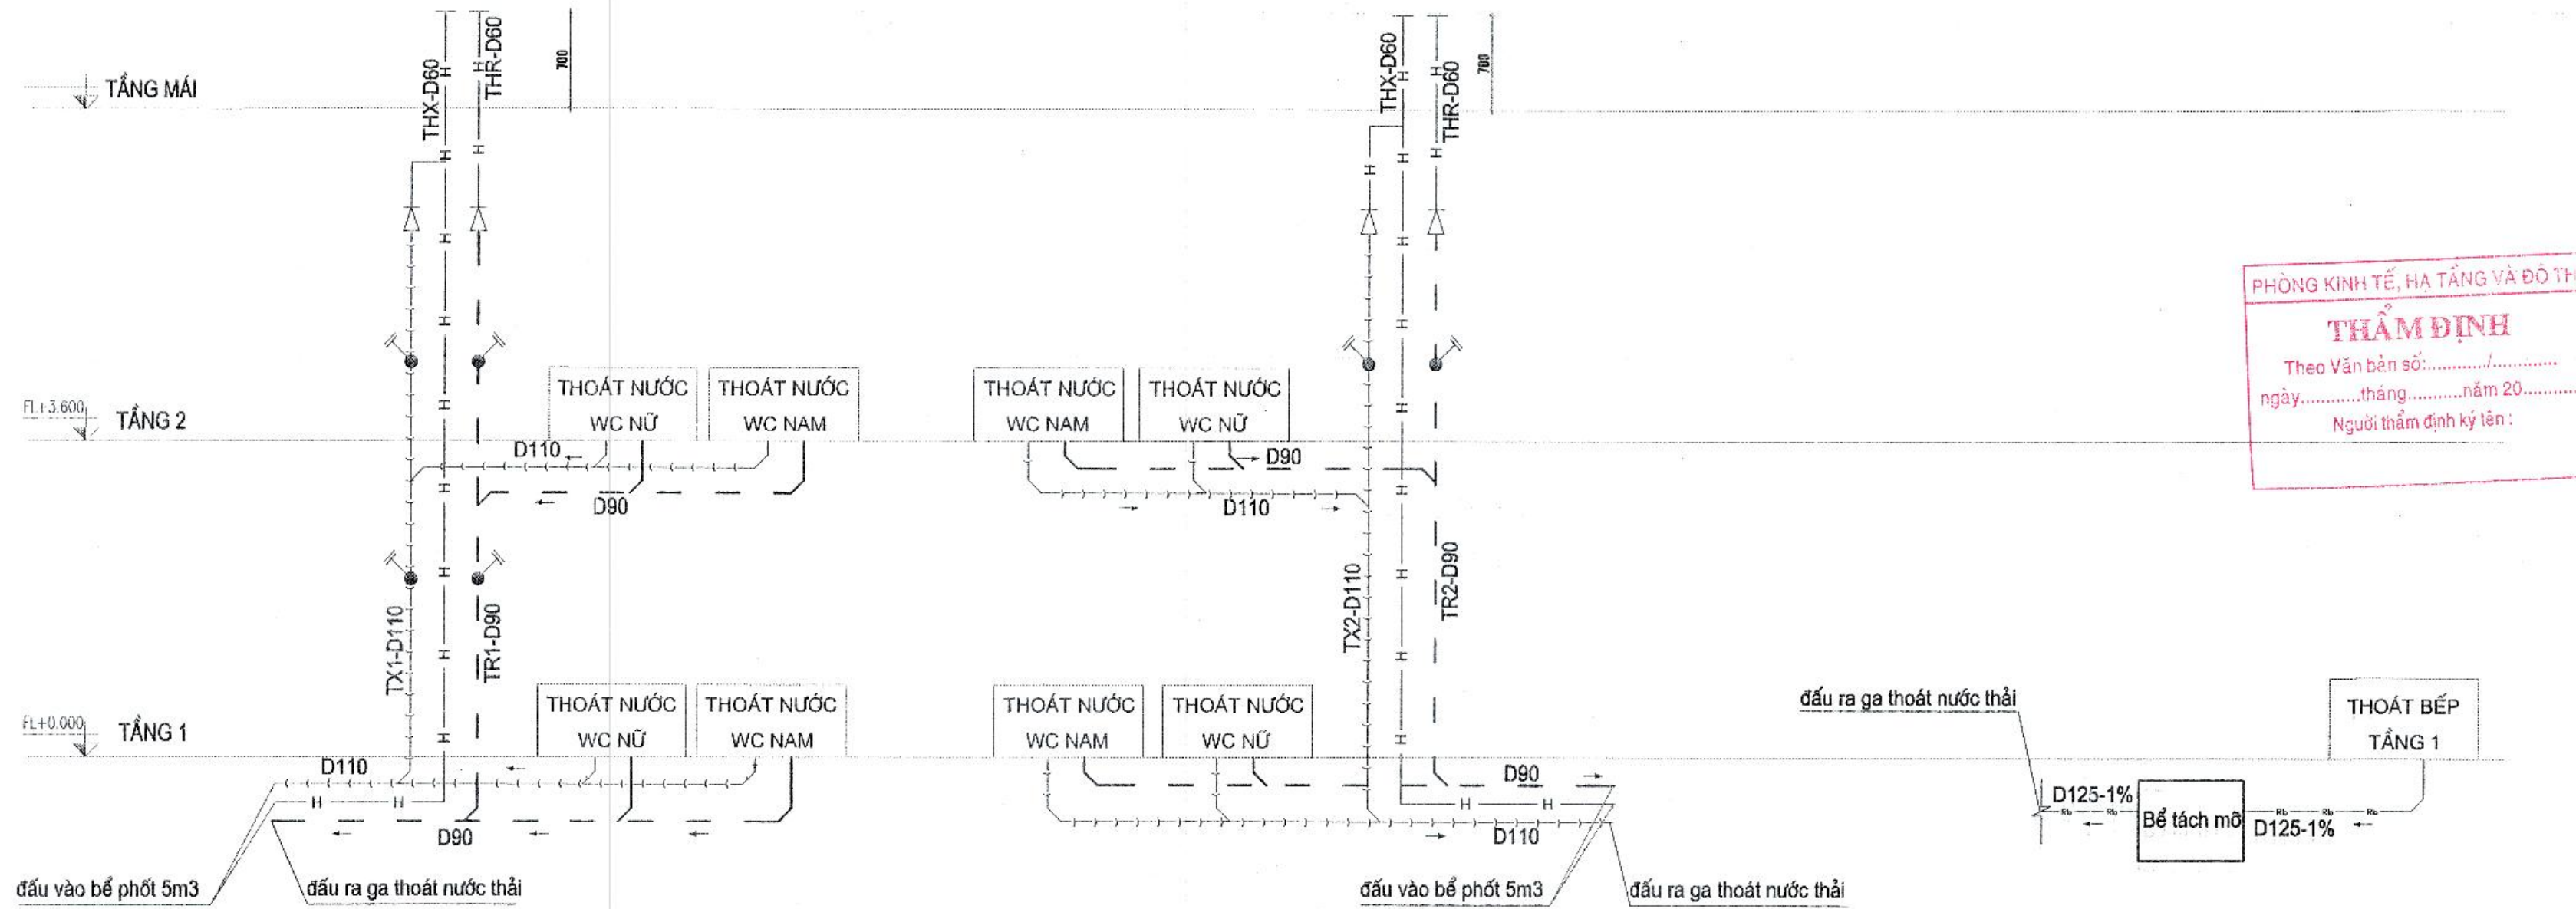 THX-D60
THR-D60
700
THX-D60
THR-D60
700
TẦNG MÁI
PHÒNG KINH TẾ, HẠ TẦNG VÀ ĐÔ TH
THẨM ĐỊNH
Theo Văn bản số:............/............
ngày............tháng..........năm 20..........
Người thẩm định ký tên :
FL+3.600
TẦNG 2
THOÁT NƯỚC
WC NỮ
THOÁT NƯỚC
WC NAM
THOÁT NƯỚC
WC NAM
THOÁT NƯỚC
WC NỮ
D110
D90
D90
D110
TX1-D110
TR1-D90
TX2-D110
TR2-D90
FL+0.000
TẦNG 1
THOÁT NƯỚC
WC NỮ
THOÁT NƯỚC
WC NAM
THOÁT NƯỚC
WC NAM
THOÁT NƯỚC
WC NỮ
đấu ra ga thoát nước thải
THOÁT BẾP
TẦNG 1
D110
H H
D90
D90
H H
D110
D125-1%
Bể tách mỡ
D125-1%
đấu vào bể phốt 5m3
đấu ra ga thoát nước thải
đấu vào bể phốt 5m3
đấu ra ga thoát nước thải